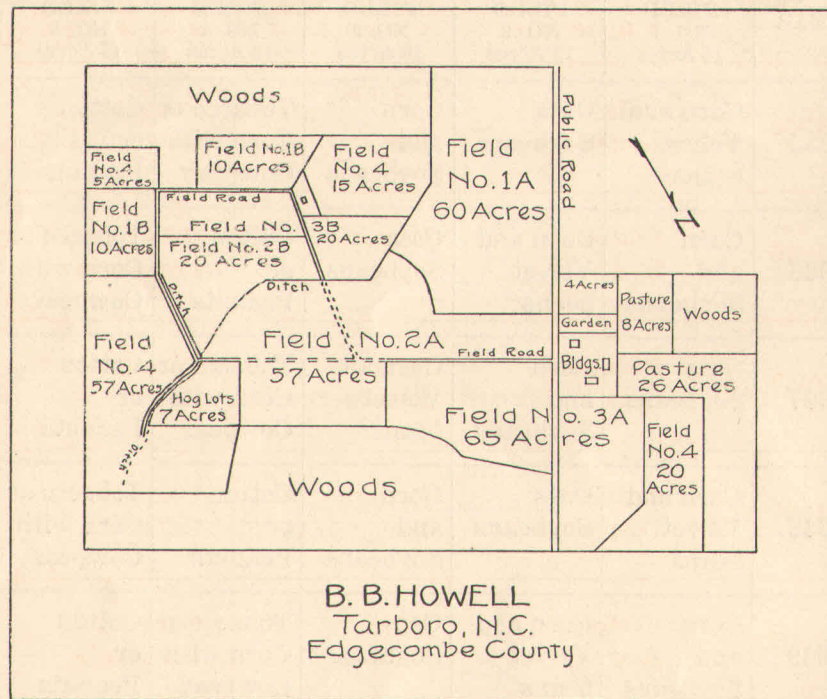 Woods
Public Road
Field
No. 4
5 Acres
Field No.1B
10 Acres
Field
No. 4
15 Acres
Field
No.1A
60 Acres
N
Field Road
Field
No.1B
10 Acres
Field No. 3B
20 Acres
Field No. 2B
20 Acres
Ditch
Ditch
4 Acres
Pasture
8 Acres
Woods
Garden
Field No.2A
57 Acres
Field Road
Bldgs.
Pasture
26 Acres
Field
No. 4
57 Acres
Hog Lots
7 Acres
Field No. 3A
65 Acres
Field
No.4
20
Acres
Ditch
Woods
B. B. HOWELL
Tarboro, N.C.
Edgecombe County